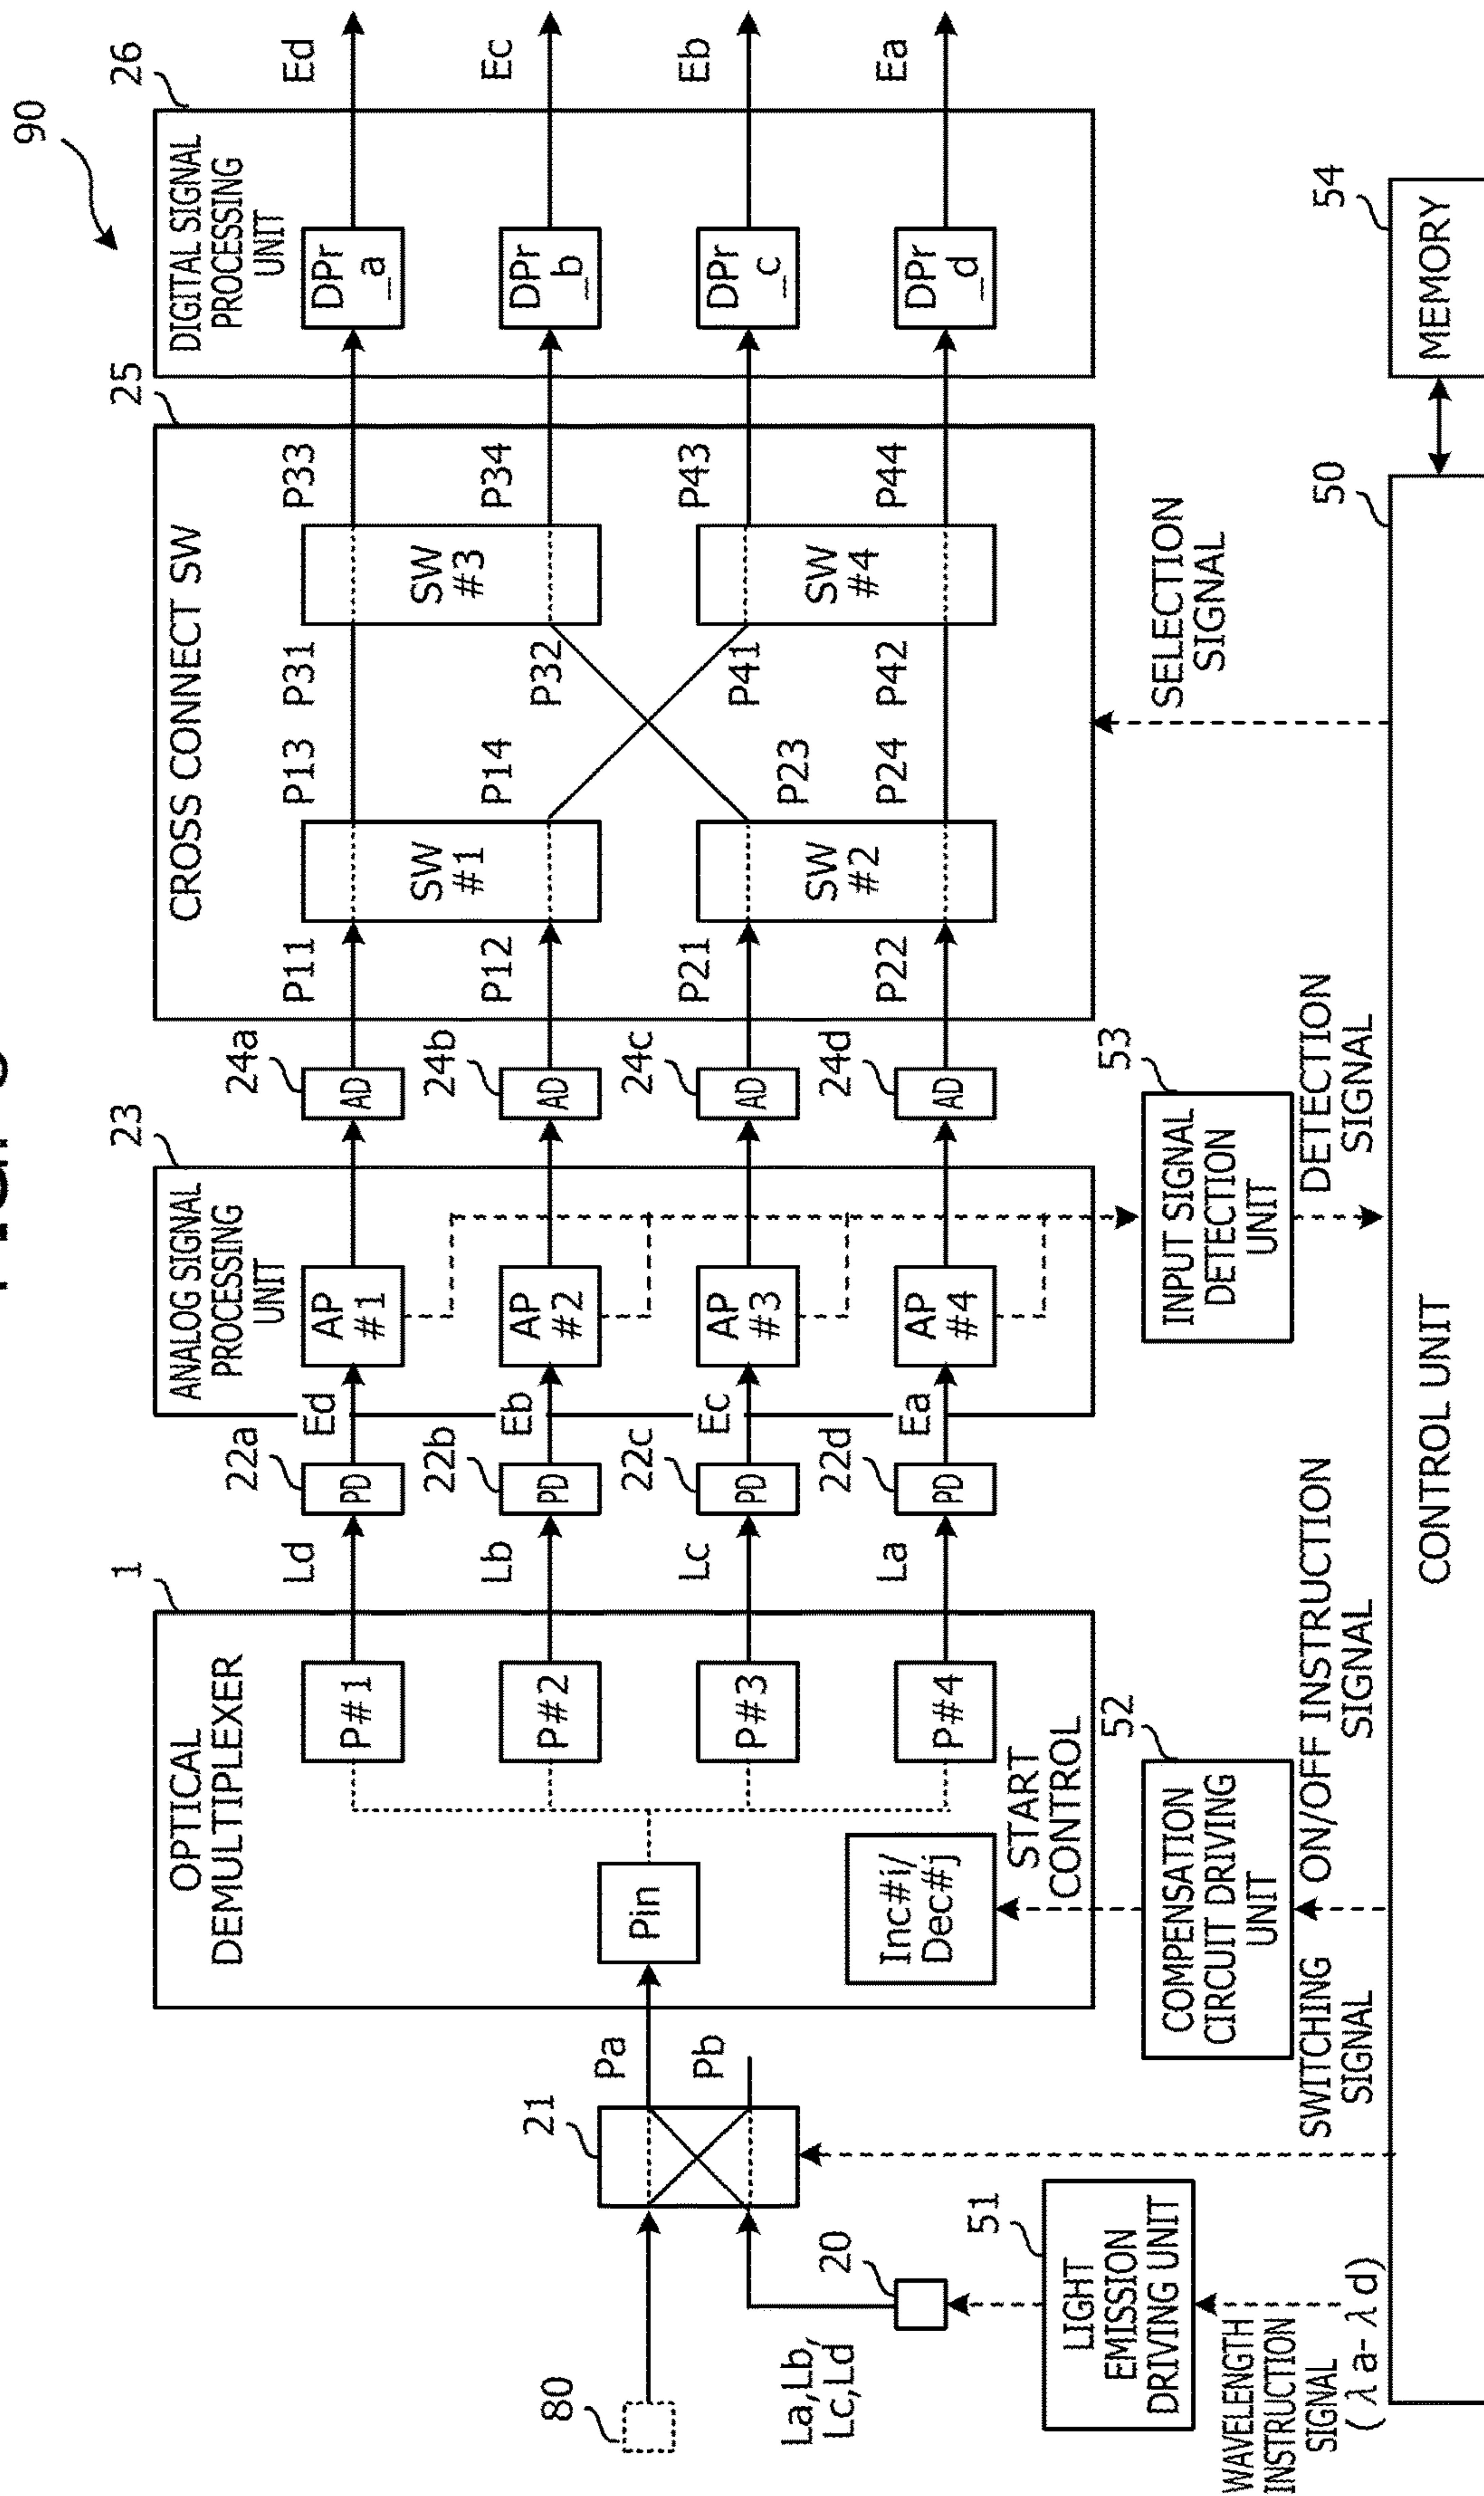 90
OPTICAL
DEMULTIPLEXER
1
Pin
P#1
P#2
P#3
P#4
Inc#i/
Dec#j
START
CONTROL
Ld
Lb
Lc
La
22a
PD
22b
PD
22c
PD
22d
PD
Ed
Eb
Ec
Ea
23
ANALOG SIGNAL
PROCESSING
UNIT
AP
#1
AP
#2
AP
#3
AP
#4
24a
AD
24b
AD
24c
AD
24d
AD
25
CROSS CONNECT SW
P11
P12
P21
P22
SW
#1
SW
#2
P13
P14
P23
P24
P31
P32
P41
P42
SW
#3
SW
#4
P33
P34
P43
P44
26
DIGITAL SIGNAL
PROCESSING
UNIT
DPr
_a
DPr
_b
DPr
_c
DPr
_d
Ed
Ec
Eb
Ea
80
21
Pa
Pb
20
La,Lb,
Lc,Ld
51
LIGHT
EMISSION
DRIVING UNIT
WAVELENGTH
INSTRUCTION
SIGNAL
(λa-λd)
SWITCHING
SIGNAL
52
COMPENSATION
CIRCUIT DRIVING
UNIT
ON/OFF INSTRUCTION
SIGNAL
53
INPUT SIGNAL
DETECTION
UNIT
DETECTION
SIGNAL
SELECTION
SIGNAL
50
CONTROL UNIT
54
MEMORY